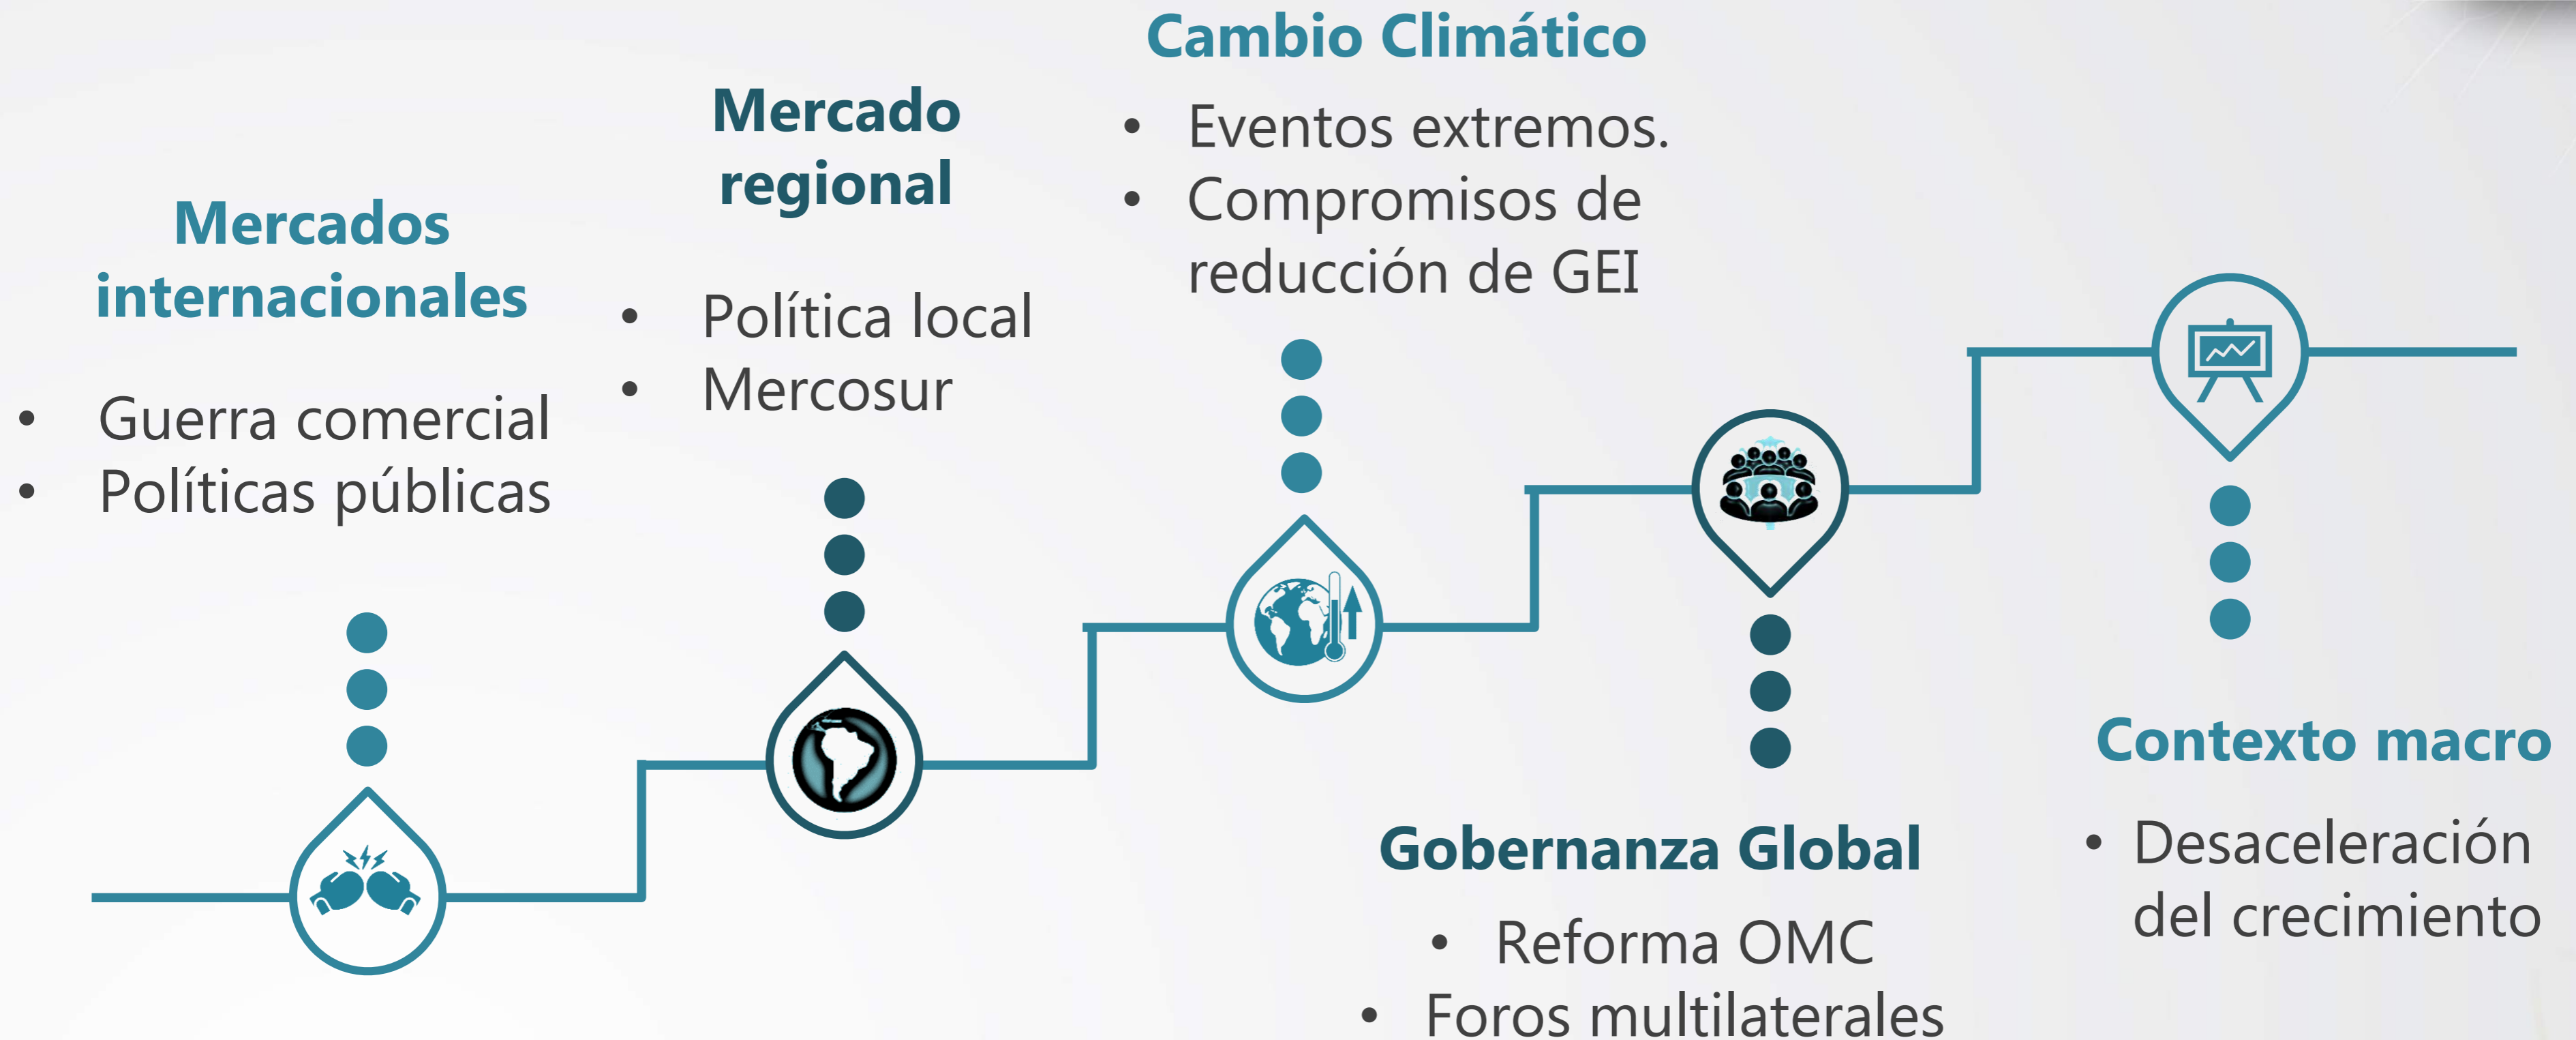 Mercados
internacionales
• Guerra comercial
• Políticas públicas
Mercado
regional
• Política local
• Mercosur
Cambio Climático
• Eventos extremos.
• Compromisos de
reducción de GEI
Gobernanza Global
• Reforma OMC
• Foros multilaterales
Contexto macro
• Desaceleración
del crecimiento